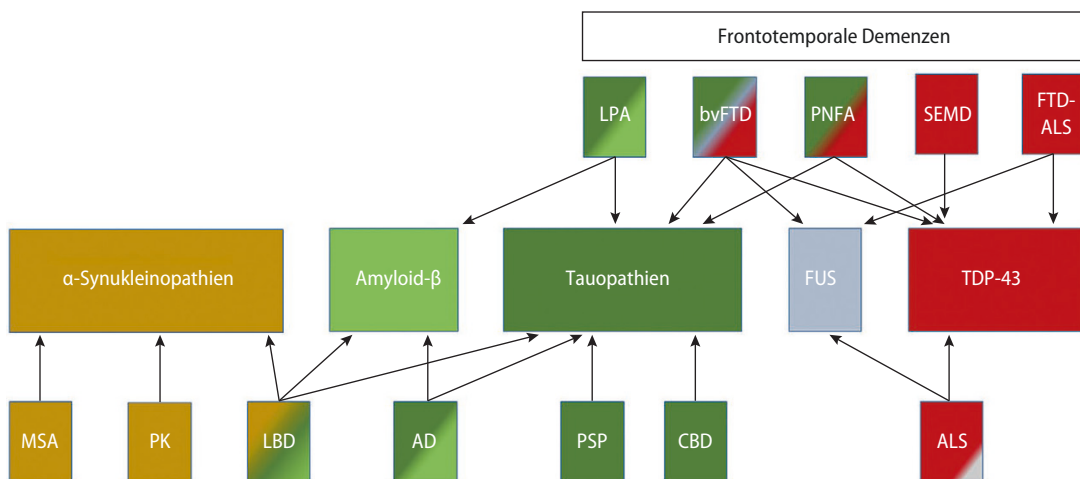 Frontotemporale Demenzen
LPA
bvFTD
PNFA
SEMD
FTD-
ALS
α-Synukleinopathien
Amyloid-β
Tauopathien
FUS
TDP-43
MSA
PK
LBD
AD
PSP
CBD
ALS